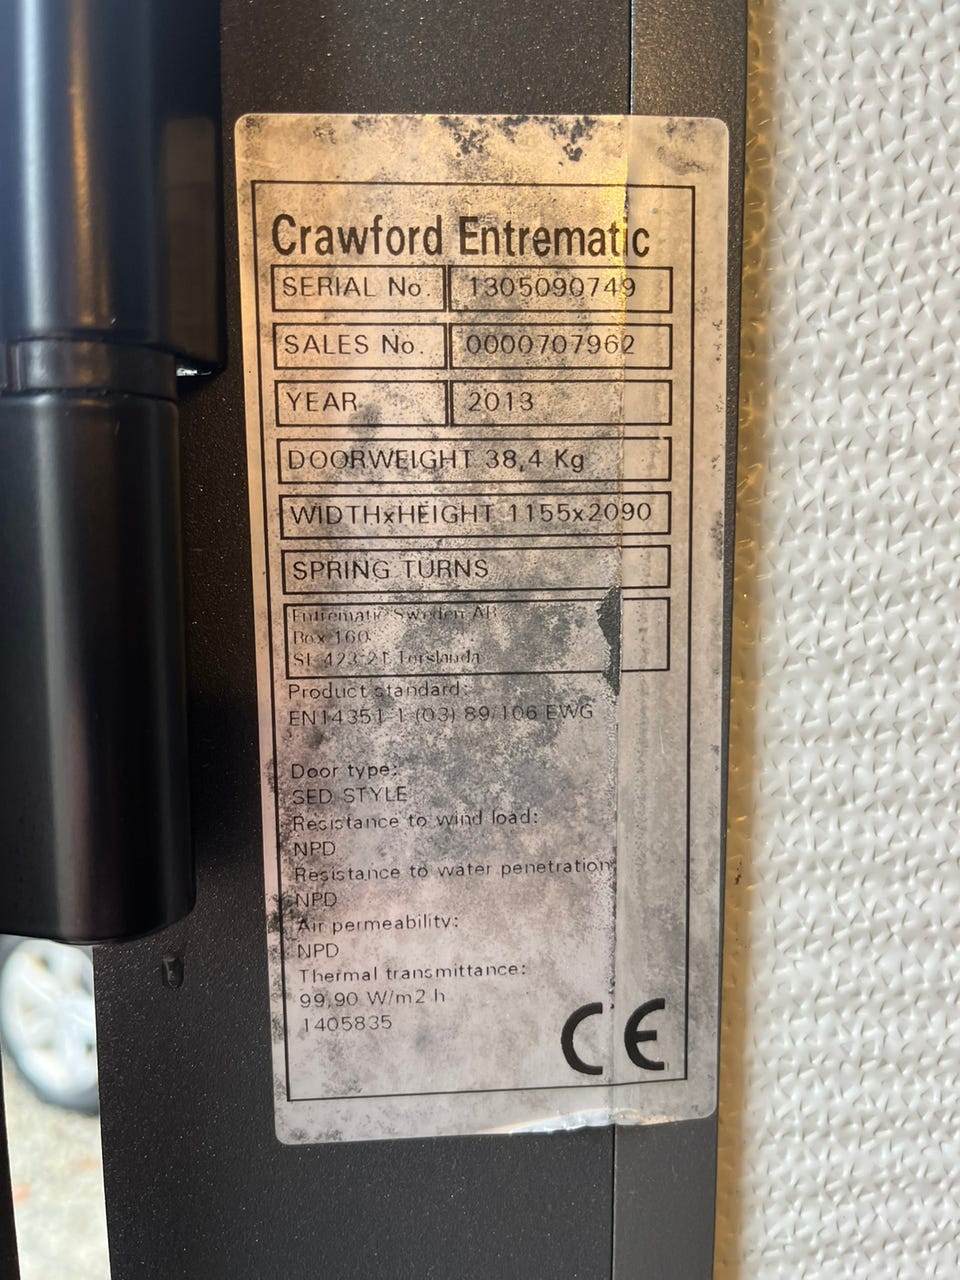 Crawford Entrematic
SERIAL No. 1305090749
SALES No. 0000707962
YEAR 2013
DOORWEIGHT 38,4 Kg
WIDTHxHEIGHT 1155x2090
SPRING TURNS
Entrematic Sweden AB
Box 160
SE 423 21 Torslanda
Product standard:
EN14351-1 (03) 89/106 EWG
Door type:
SED STYLE
Resistance to wind load:
NPD
Resistance to water penetration:
NPD
Air permeability:
NPD
Thermal transmittance:
99,90 W/m2 h
1405835
CE